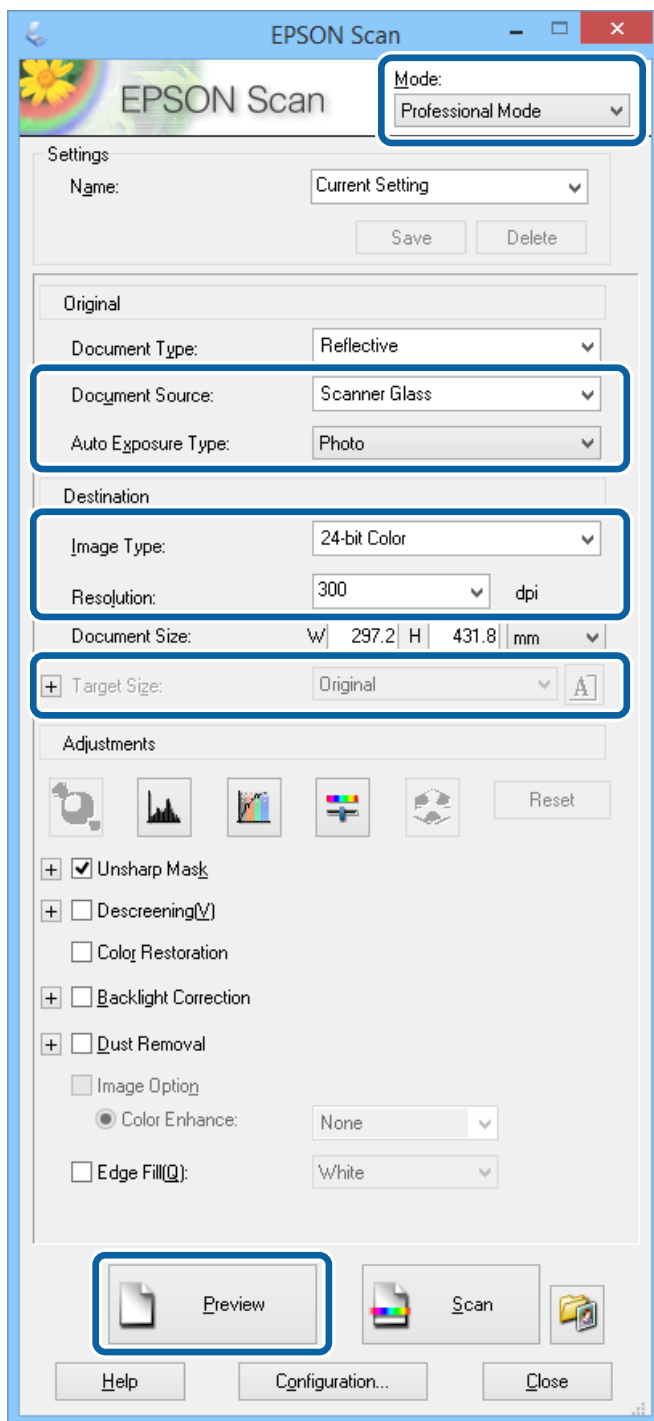 EPSON Scan
EPSON Scan
Mode:
Professional Mode
Settings
Name: Current Setting
Save Delete
Original
Document Type: Reflective
Document Source: Scanner Glass
Auto Exposure Type: Photo
Destination
Image Type: 24-bit Color
Resolution: 300 dpi
Document Size: W 297.2 H 431.8 mm
+ Target Size: Original A
Adjustments
Reset
+ Unsharp Mask
+ Descreening(V)
Color Restoration
+ Backlight Correction
+ Dust Removal
Image Option
Color Enhance: None
Edge Fill(Q): White
Preview Scan
Help Configuration... Close